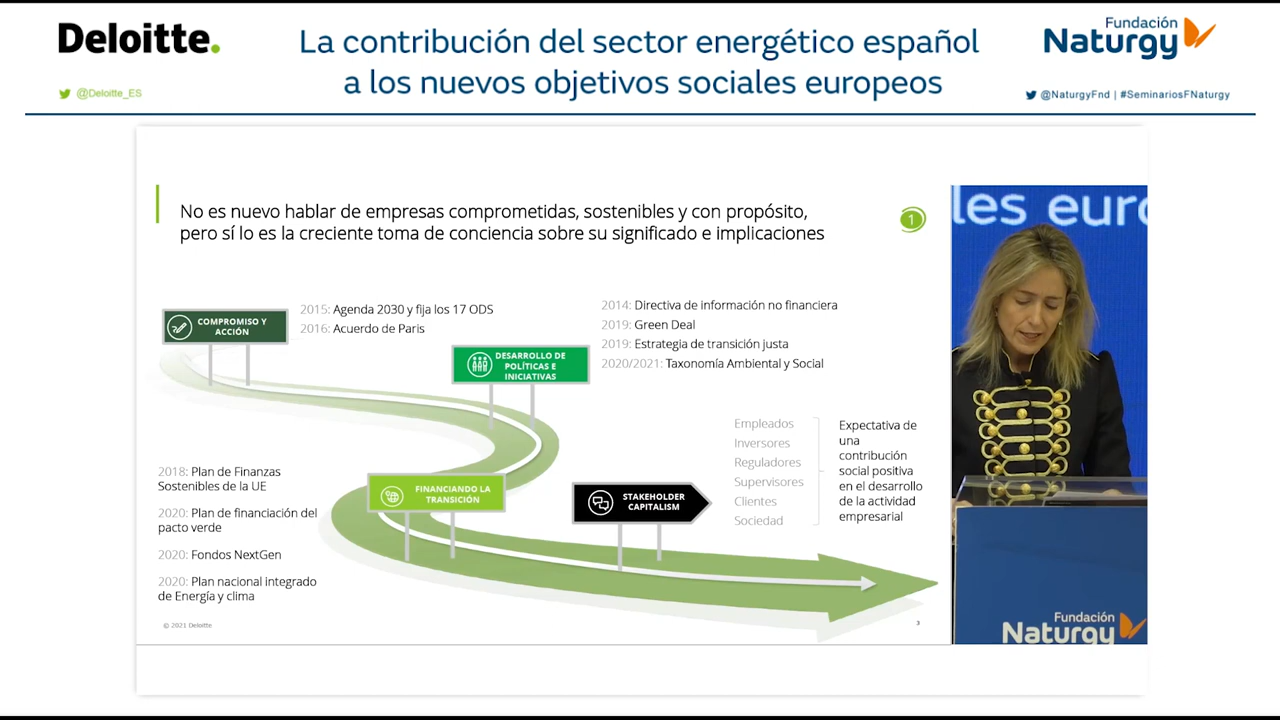 Deloitte.
@Deloitte_ES
La contribución del sector energético español
a los nuevos objetivos sociales europeos
Fundación
Naturgy
@NaturgyFnd | #SeminariosFNaturgy
No es nuevo hablar de empresas comprometidas, sostenibles y con propósito,
pero sí lo es la creciente toma de conciencia sobre su significado e implicaciones
1
les euro
COMPROMISO Y
ACCIÓN
2015: Agenda 2030 y fija los 17 ODS
2016: Acuerdo de Paris
DESARROLLO DE
POLÍTICAS E
INICIATIVAS
2014: Directiva de información no financiera
2019: Green Deal
2019: Estrategia de transición justa
2020/2021: Taxonomía Ambiental y Social
2018: Plan de Finanzas
Sostenibles de la UE
2020: Plan de financiación del
pacto verde
2020: Fondos NextGen
2020: Plan nacional integrado
de Energía y clima
FINANCIANDO LA
TRANSICIÓN
STAKEHOLDER
CAPITALISM
Empleados
Inversores
Reguladores
Supervisores
Clientes
Sociedad
Expectativa de
una
contribución
social positiva
en el desarrollo
de la actividad
empresarial
© 2021 Deloitte
3
Fundación
Naturgy